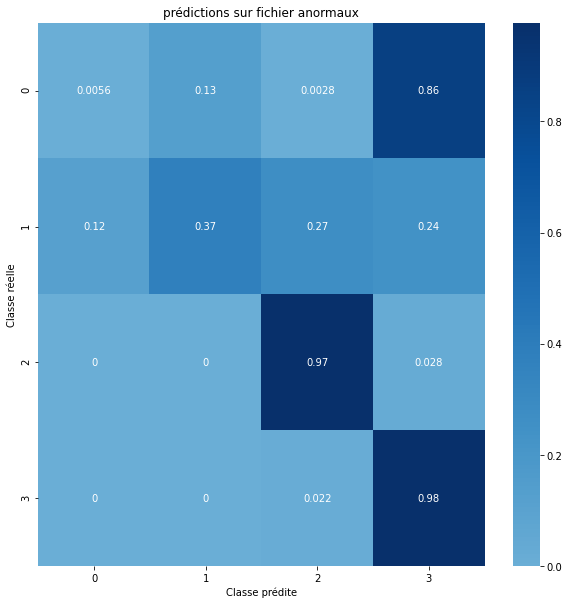 prédictions sur fichier anormaux
0 0.0056 0.13 0.0028 0.86
1 0.12 0.37 0.27 0.24
2 0 0 0.97 0.028
3 0 0 0.022 0.98
0 1 2 3
Classe réelle
Classe prédite
0.8
0.6
0.4
0.2
0.0